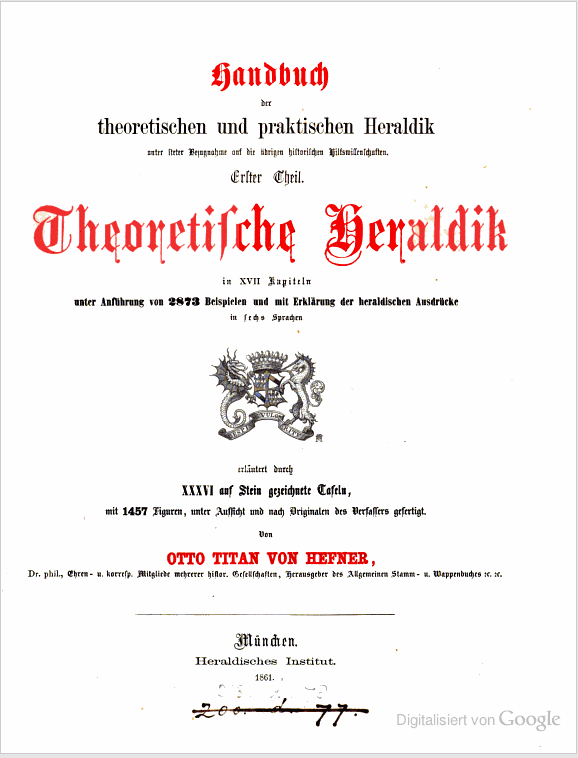 Handbuch
der
theoretischen und praktischen Heraldik
unter ſteter Bezugnahme auf die übrigen hiſtoriſchen Hilfswiſſenſchaften.
Erſter Theil.
Theoretiſche Heraldik
in XVII Kapiteln
unter Anführung von 2873 Beispielen und mit Erklärung der heraldischen Ausdrücke
in ſechs Sprachen
erläutert durch
XXXVI auf Stein gezeichnete Tafeln,
mit 1457 Figuren, unter Aufſicht und nach Originalen des Verfaſſers gefertigt.
Von
OTTO TITAN VON HEFNER,
Dr. phil., Ehren- u. korreſp. Mitgliede mehrerer hiſtor. Geſellſchaften, Herausgeber des Allgemeinen Stamm- u. Wappenbuches ꝛc. ꝛc.
München.
Heraldisches Institut.
1861.
200. d. 77.
Digitalisiert von Google